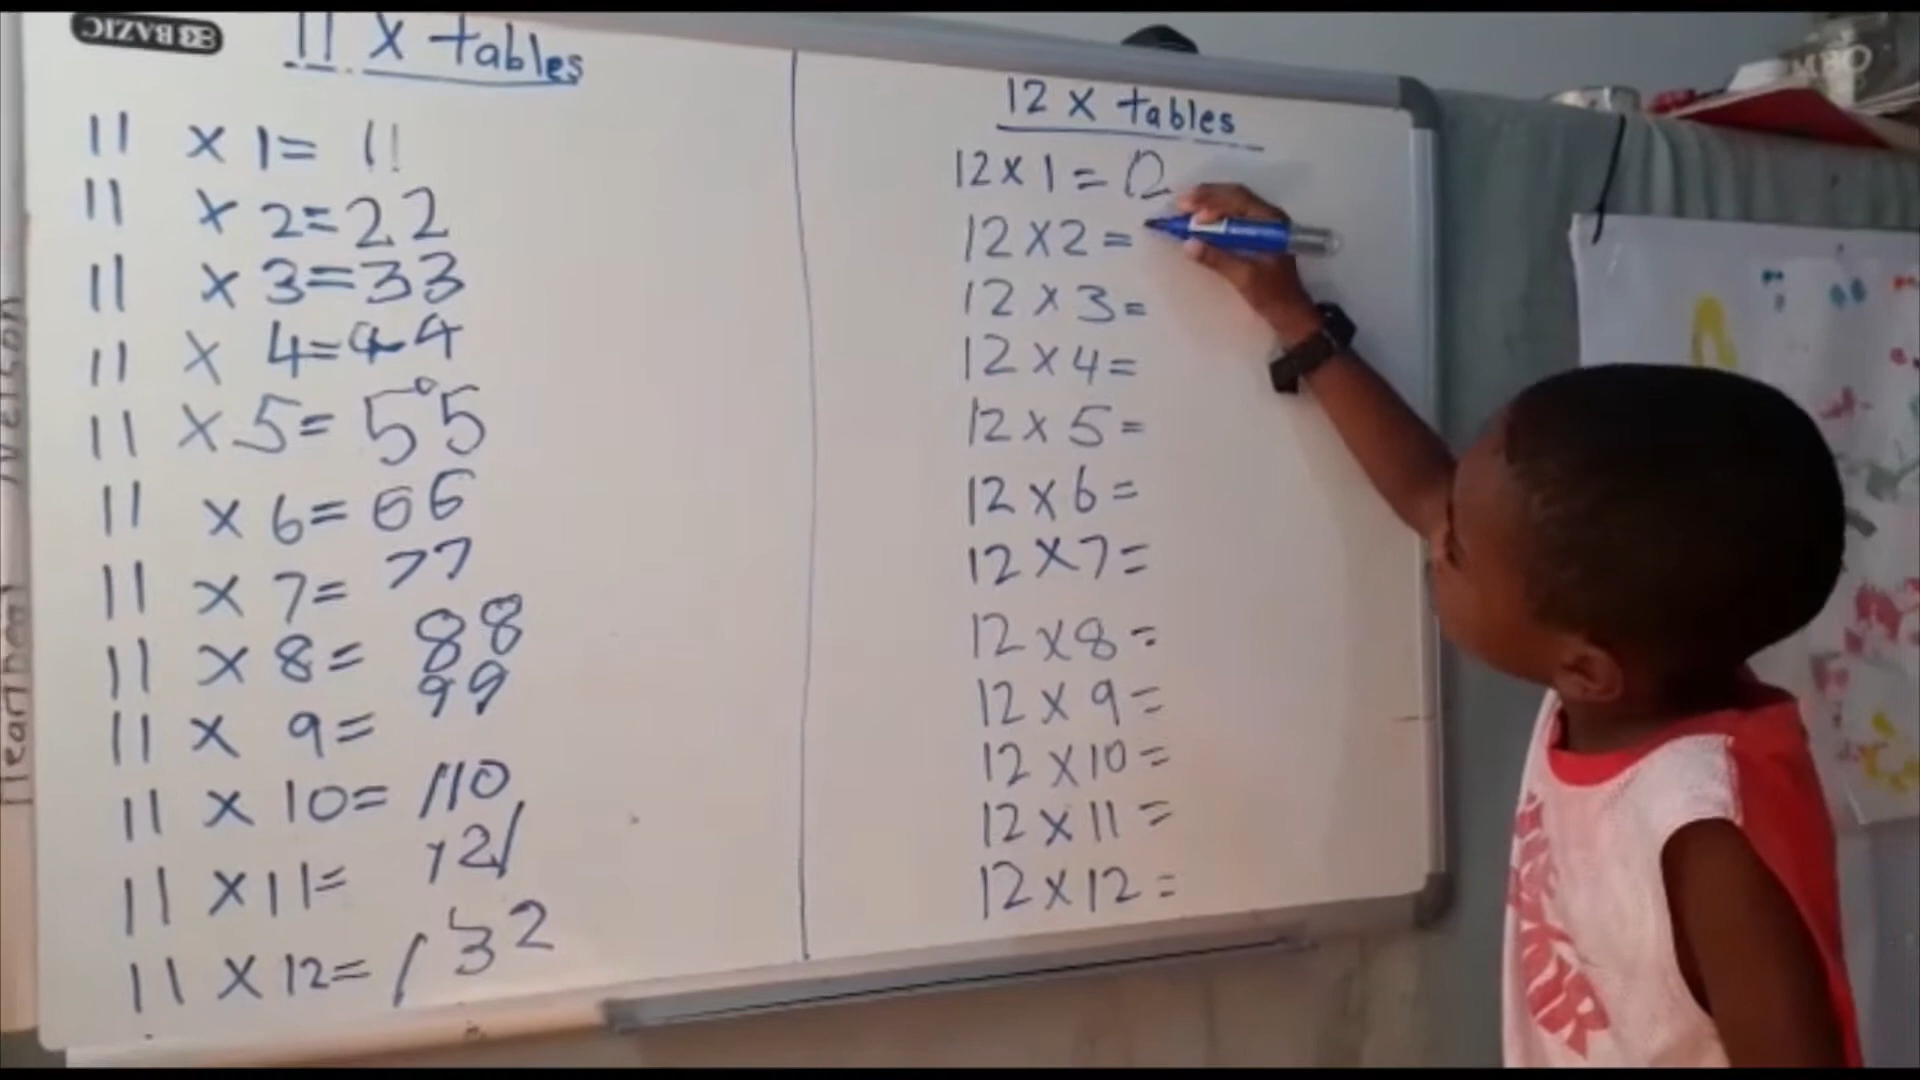 BAZIC
11 x tables
11 x 1 = 11
11 x 2 = 22
11 x 3 = 33
11 x 4 = 44
11 x 5 = 55
11 x 6 = 66
11 x 7 = 77
11 x 8 = 88
11 x 9 = 99
11 x 10 = 110
11 x 11 = 121
11 x 12 = 132
12 x tables
12 x 1 = 12
12 x 2 =
12 x 3 =
12 x 4 =
12 x 5 =
12 x 6 =
12 x 7 =
12 x 8 =
12 x 9 =
12 x 10 =
12 x 11 =
12 x 12 =